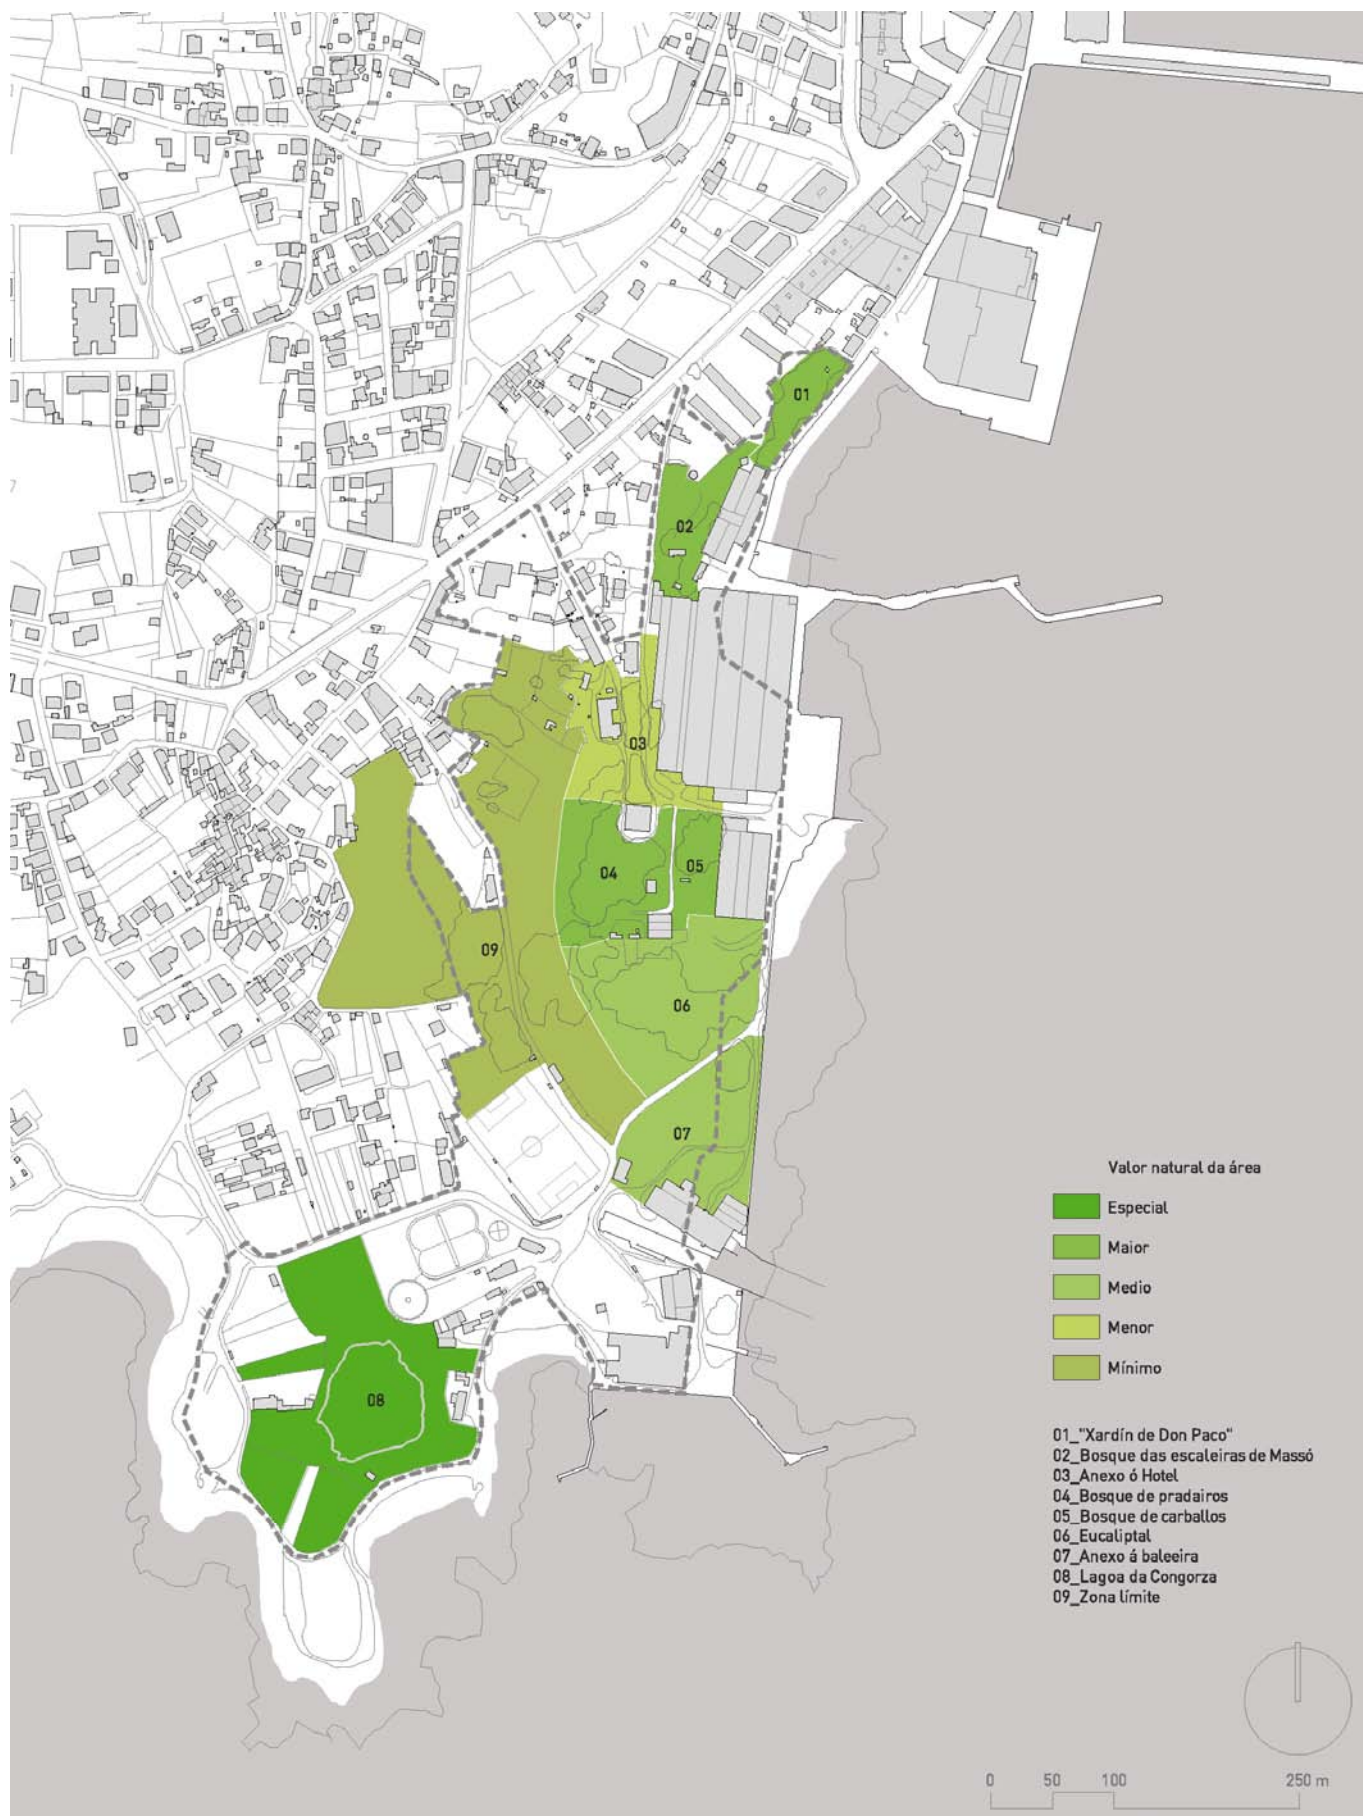 7
01
02
03
04
05
09
06
07
08
Valor natural da área
Especial
Maior
Medio
Menor
Mínimo
01_"Xardín de Don Paco"
02_Bosque das escaleiras de Massó
03_Anexo ó Hotel
04_Bosque de pradairos
05_Bosque de carballos
06_Eucaliptal
07_Anexo á baleeira
08_Lagoa da Congorza
09_Zona límite
0 50 100 250 m